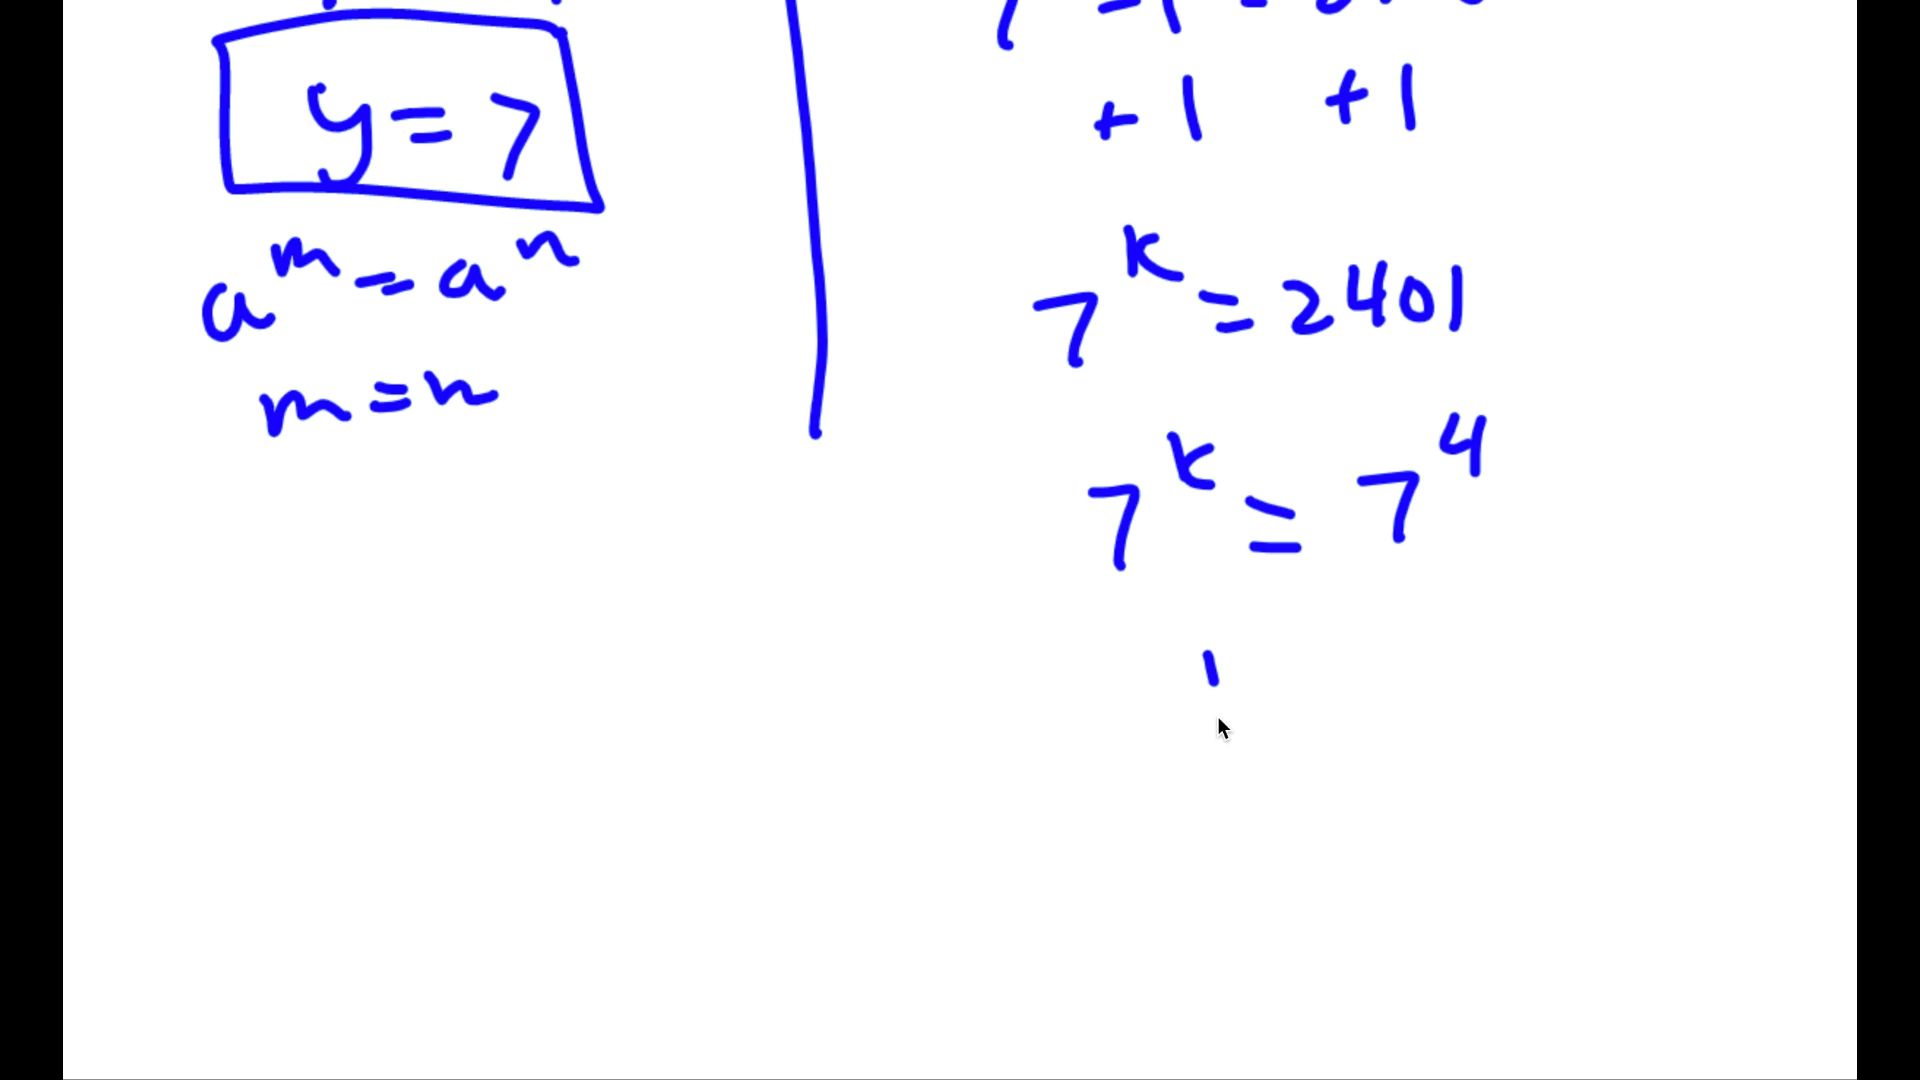 y = 7
a^m = a^n
m = n
+ 1 + 1
7^k = 2401
7^k = 7^4